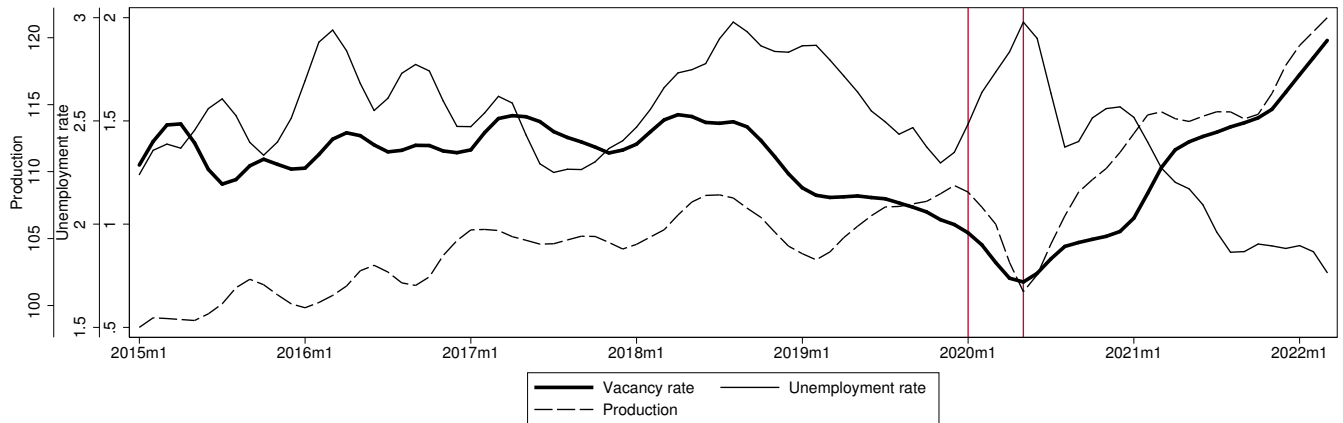 Production
100 105 110 115 120
Unemployment rate
1.5 2 2.5 3
.5 1 1.5 2
2015m1 2016m1 2017m1 2018m1 2019m1 2020m1 2021m1 2022m1
Vacancy rate Unemployment rate
Production